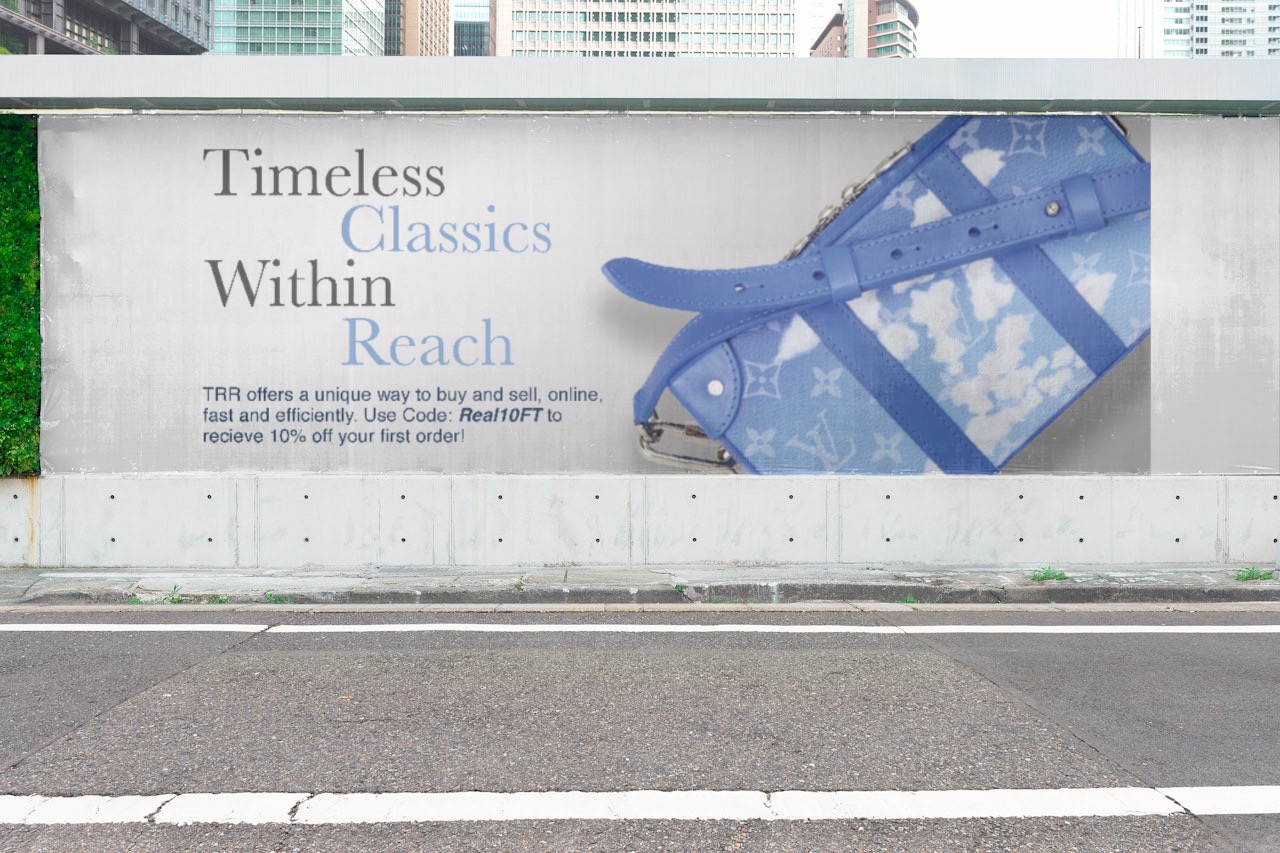 Timeless
Classics
Within
Reach
TRR offers a unique way to buy and sell, online,
fast and efficiently. Use Code: Real10FT to
recieve 10% off your first order!
LV